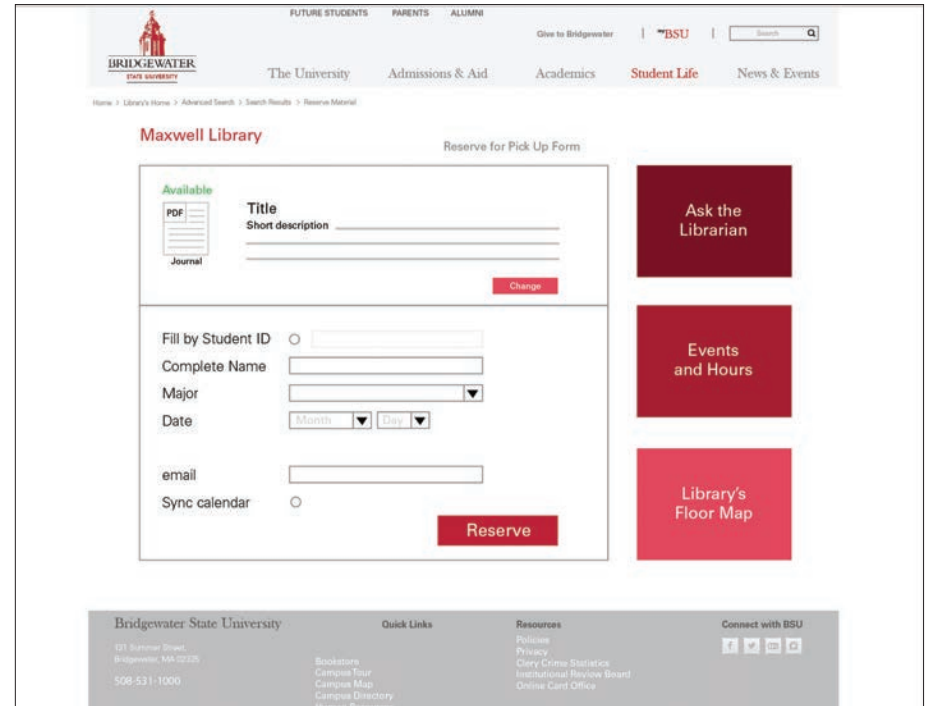 FUTURE STUDENTS PARENTS ALUMNI
Give to Bridgewater | myBSU | Search
BRIDGEWATER
STATE UNIVERSITY
The University Admissions & Aid Academics Student Life News & Events
Home > Library's Home > Advanced Search > Search Results > Reserve Material
Maxwell Library
Reserve for Pick Up Form
Available
PDF
Journal
Title
Short description
Change
Fill by Student ID
Complete Name
Major
Date Month Day
email
Sync calendar
Reserve
Ask the
Librarian
Events
and Hours
Library's
Floor Map
Bridgewater State University
131 Summer Street,
Bridgewater, MA 02325
508-531-1000
Quick Links
Bookstore
Campus Tour
Campus Map
Campus Directory
Resources
Policies
Privacy
Clery Crime Statistics
Institutional Review Board
Online Card Office
Connect with BSU